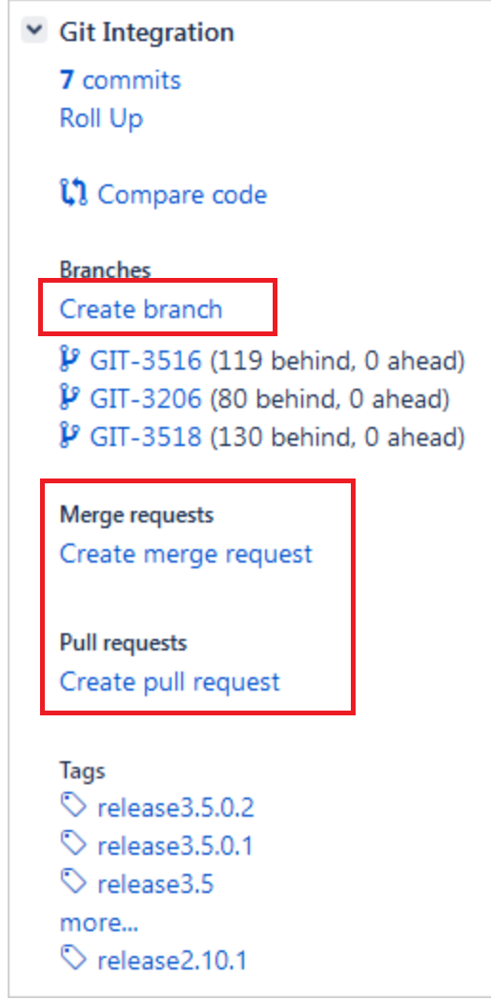 Git Integration
7 commits
Roll Up
Compare code
Branches
Create branch
GIT-3516 (119 behind, 0 ahead)
GIT-3206 (80 behind, 0 ahead)
GIT-3518 (130 behind, 0 ahead)
Merge requests
Create merge request
Pull requests
Create pull request
Tags
release3.5.0.2
release3.5.0.1
release3.5
more...
release2.10.1